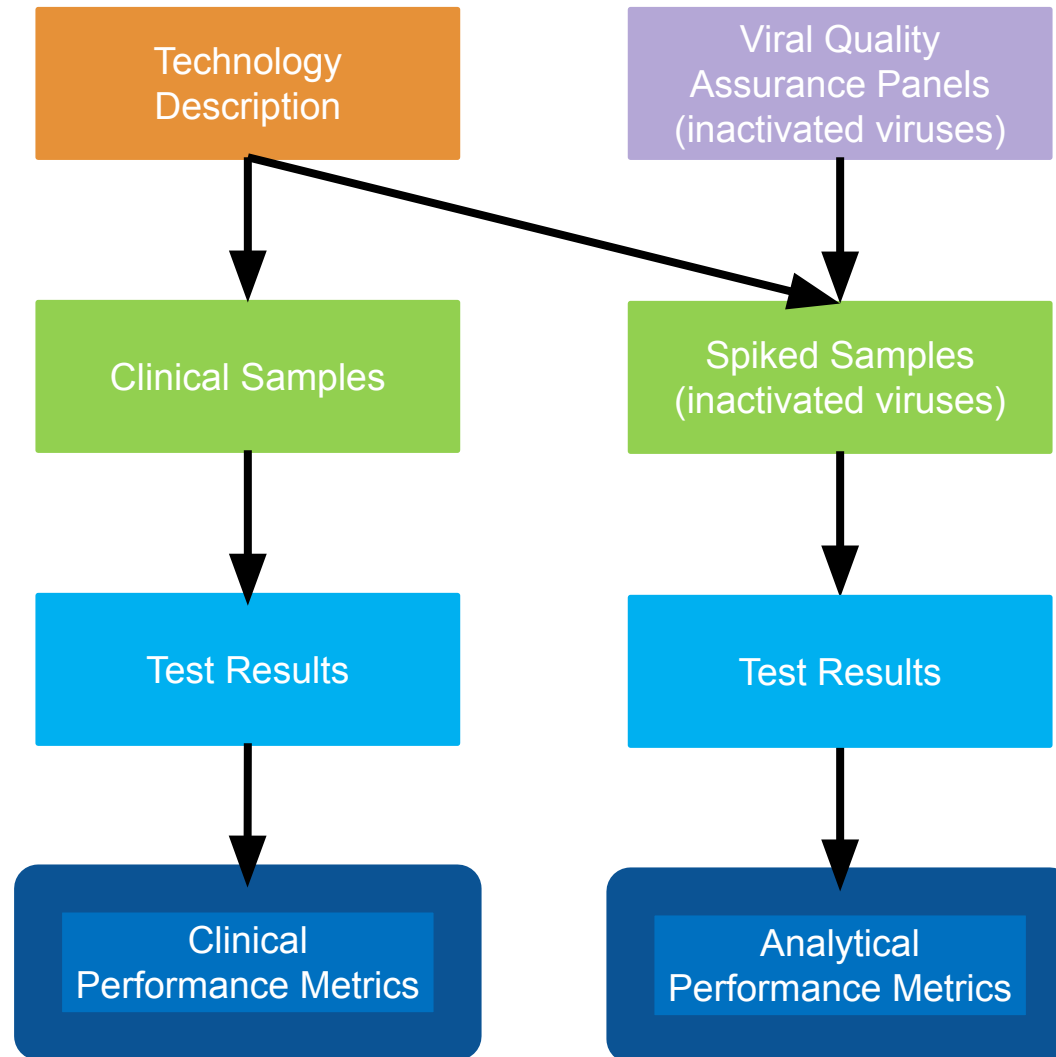 Technology
Description
Viral Quality
Assurance Panels
(inactivated viruses)
Clinical Samples
Spiked Samples
(inactivated viruses)
Test Results
Test Results
Clinical
Performance Metrics
Analytical
Performance Metrics